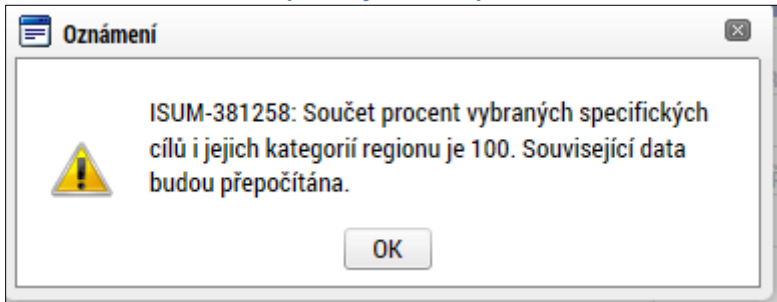 Oznámení
ISUM-381258: Součet procent vybraných specifických
cílů i jejich kategorií regionu je 100. Související data
budou přepočítána.
OK